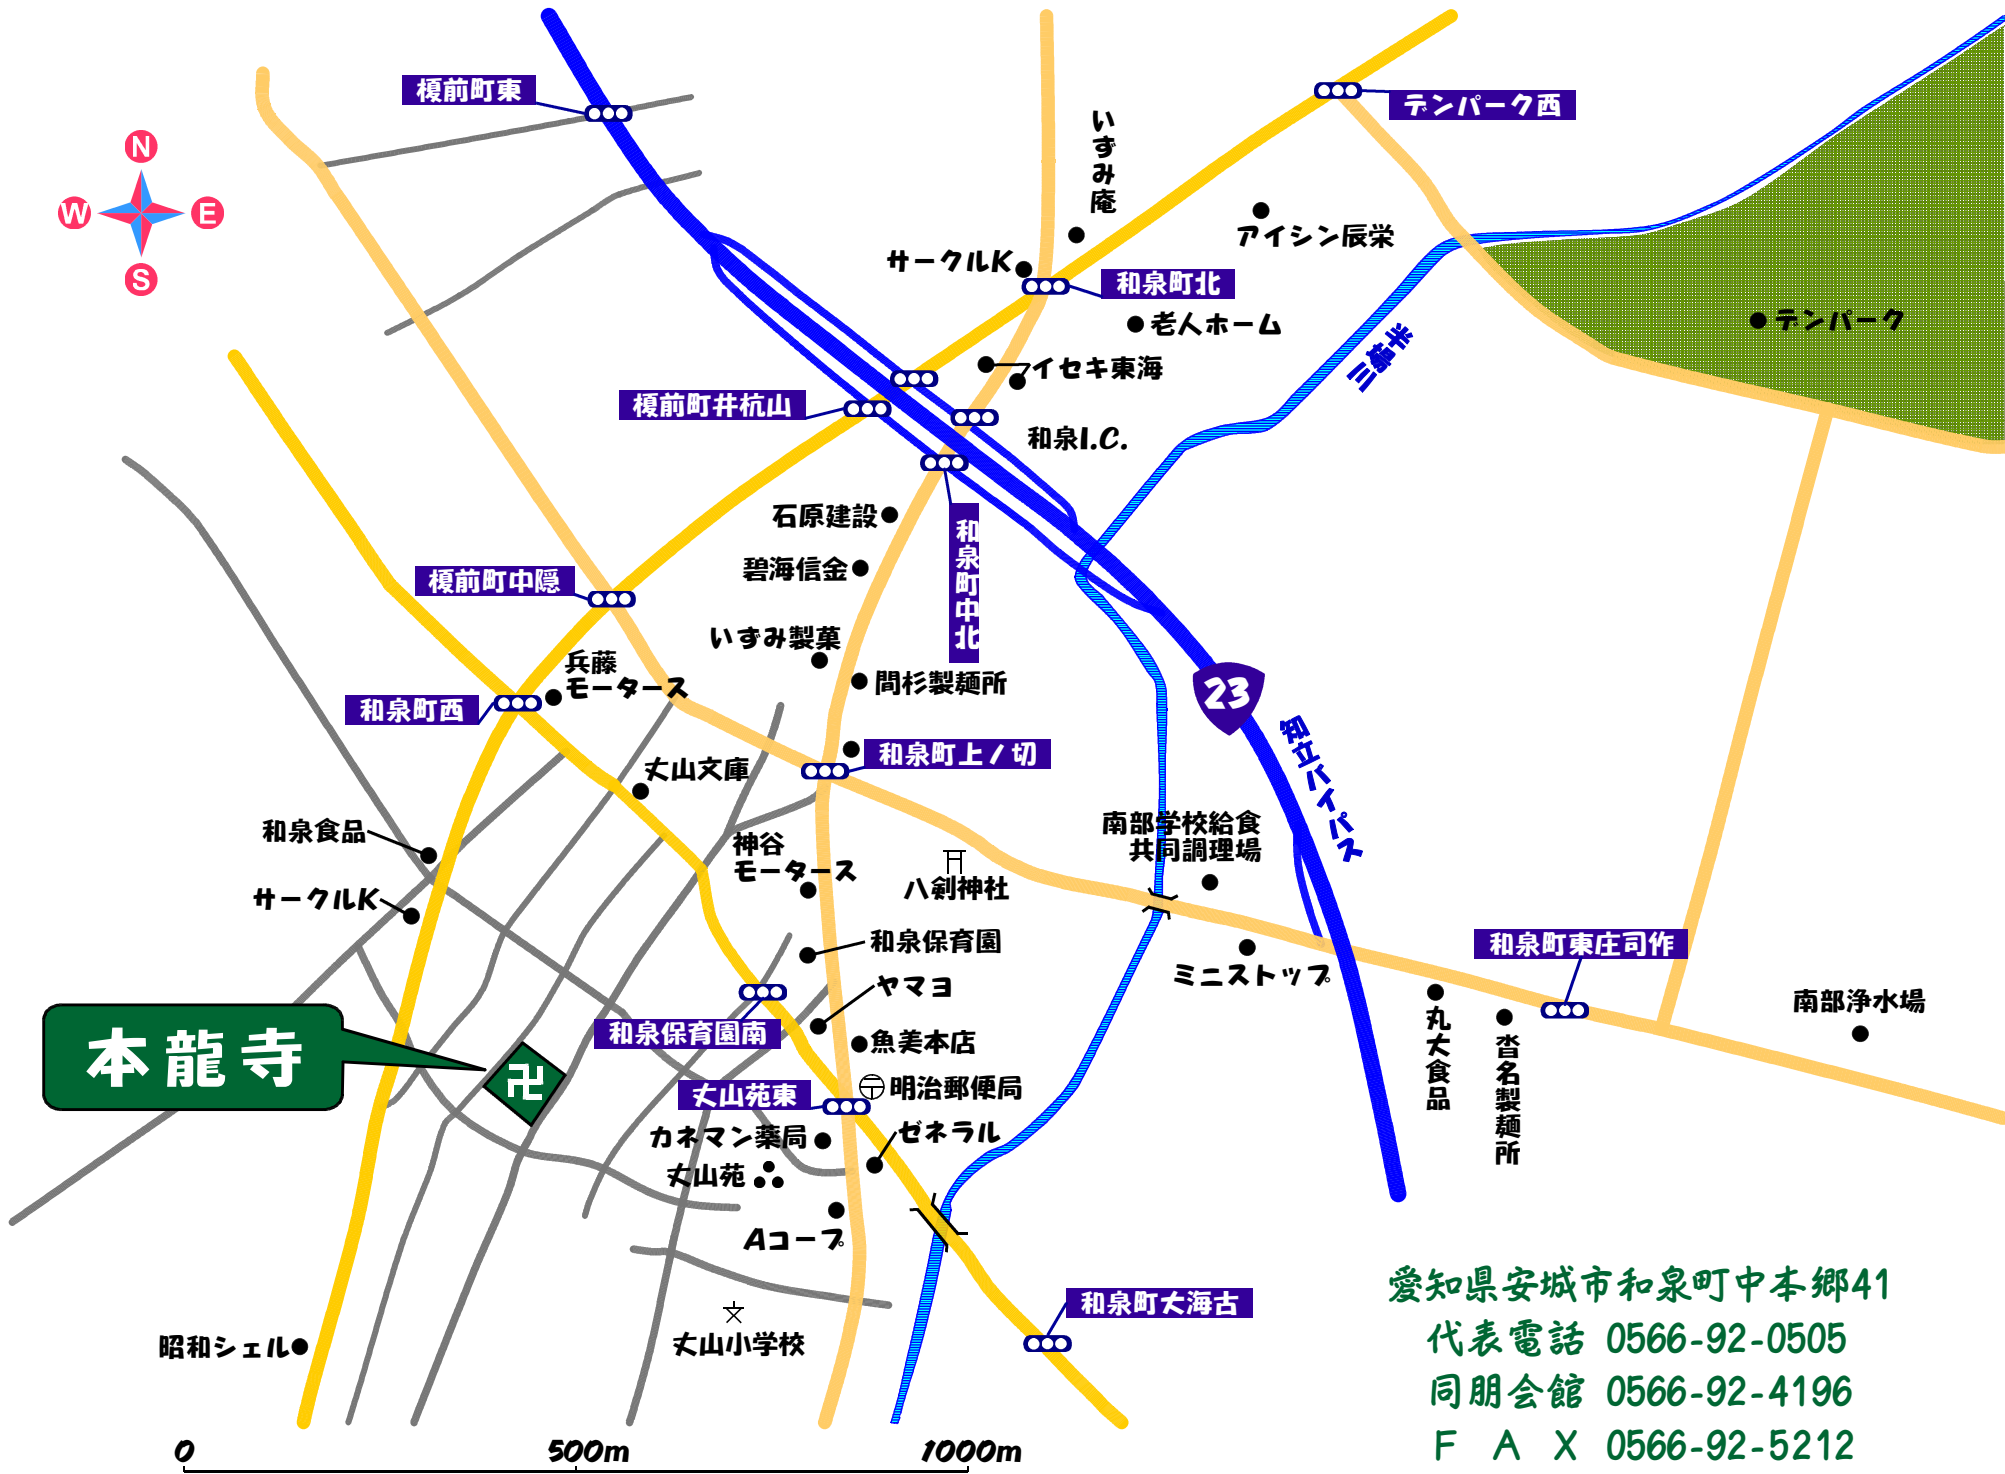 榎前町東
デンパーク西
N
W
E
S
いずみ庵
アイシン辰栄
サークルK
和泉町北
老人ホーム
デンパーク
イセキ東海
半場川
榎前町井杭山
和泉I.C.
石原建設
和泉町中北
碧海信金
榎前町中隠
いずみ製菓
兵藤
モータース
間杉製麺所
和泉町西
23
知立バイパス
和泉町上ノ切
丈山文庫
和泉食品
南部学校給食
共同調理場
神谷
モータース
八剣神社
サークルK
和泉保育園
和泉町東庄司作
ミニストップ
ヤマヨ
南部浄水場
丸大食品
沓名製麺所
和泉保育園南
魚美本店
本龍寺
卍
丈山苑東
〒
明治郵便局
カネマン薬局
ゼネラル
丈山苑
Aコープ
和泉町大海古
文
丈山小学校
昭和シェル
愛知県安城市和泉町中本郷41
代表電話 0566-92-0505
同朋会館 0566-92-4196
F A X 0566-92-5212
0
500m
1000m